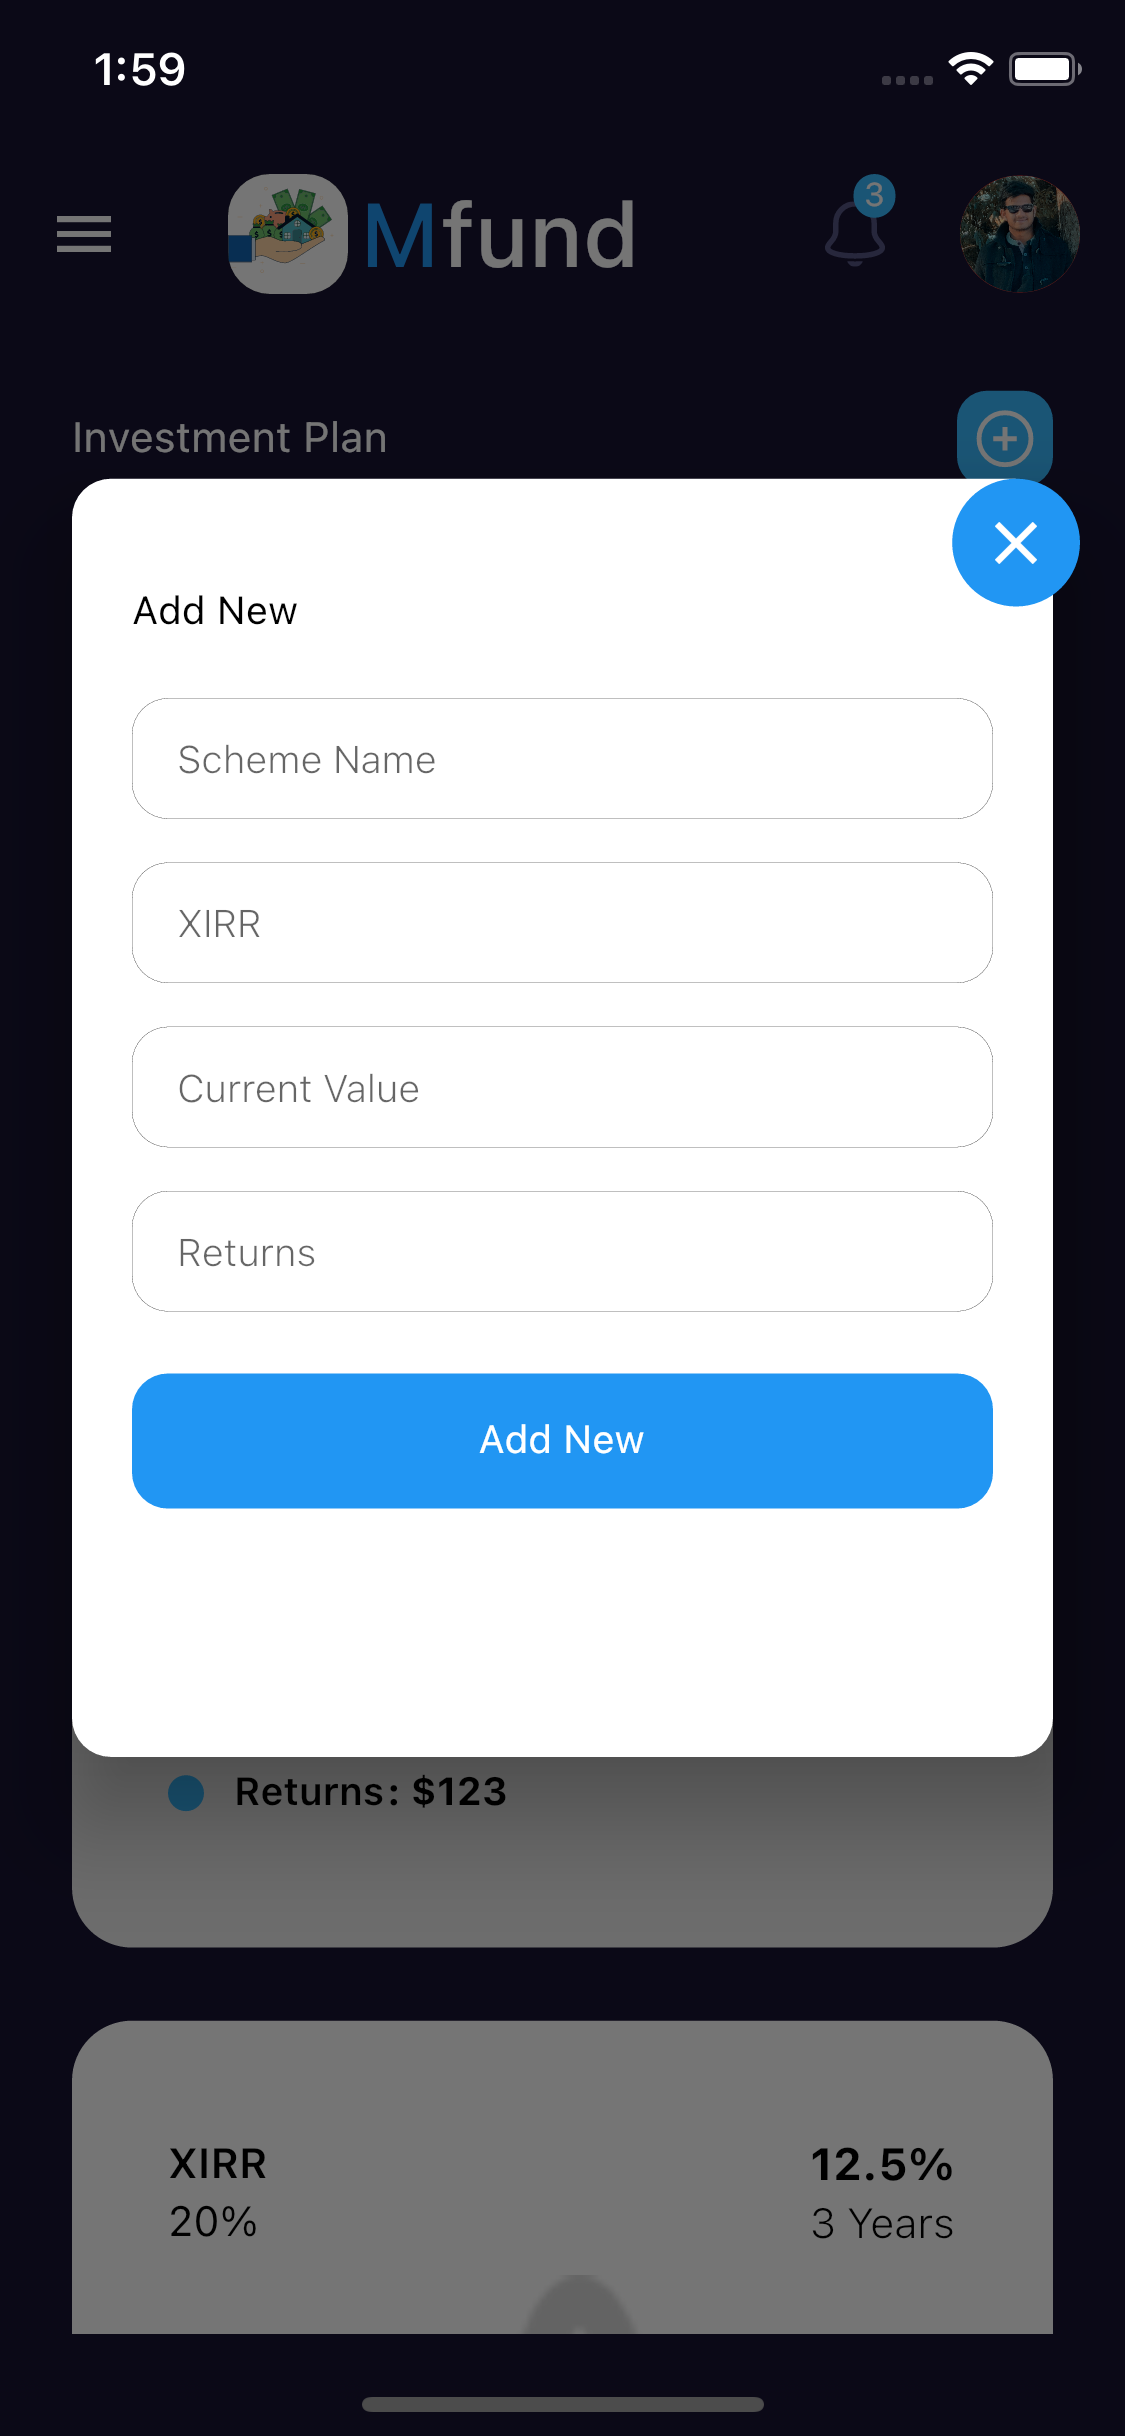 1:59
Mfund
3
Investment Plan
Add New
Scheme Name
XIRR
Current Value
Returns
Add New
Returns: $123
XIRR
12.5%
20%
3 Years